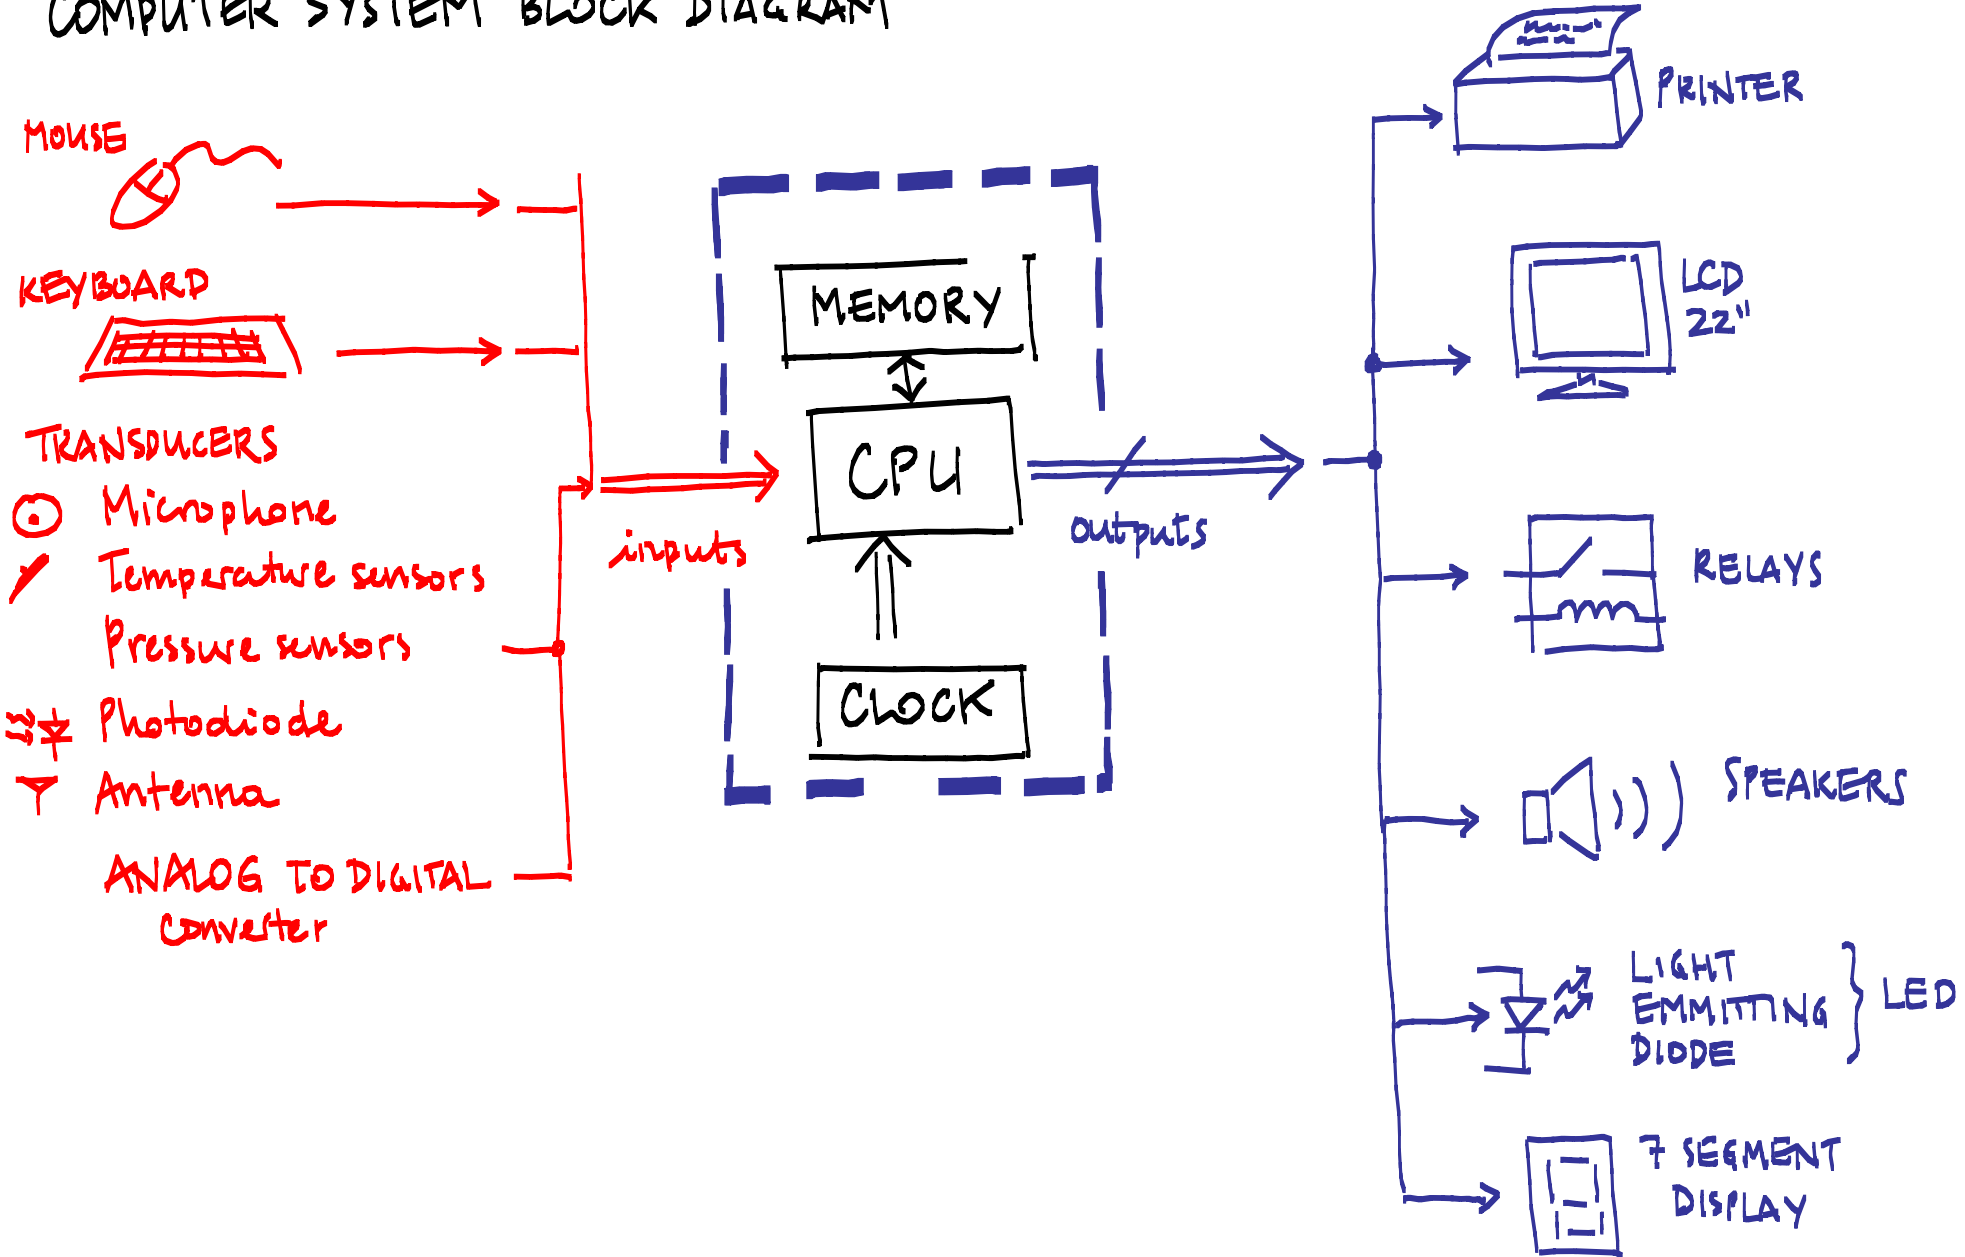 COMPUTER SYSTEM BLOCK DIAGRAM
MOUSE
KEYBOARD
TRANSDUCERS
Microphone
Temperature sensors
Pressure sensors
Photodiode
Antenna
ANALOG TO DIGITAL
converter
inputs
MEMORY
CPU
CLOCK
outputs
PRINTER
LCD
22"
RELAYS
SPEAKERS
LIGHT
EMMITTING
DIODE
LED
7 SEGMENT
DISPLAY